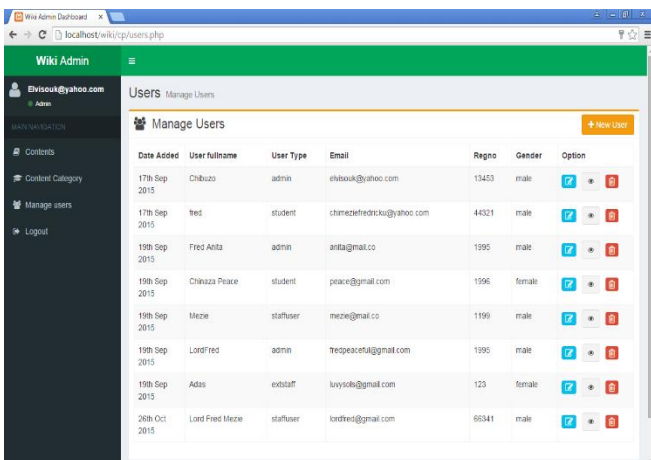 Wiki Admin Dashboard
localhost/wiki/cp/users.php
Wiki Admin
Elvisouk@yahoo.com
Admin
MAIN NAVIGATION
Contents
Content Category
Manage users
Logout
Users Manage Users
Manage Users
+ New User
Date Added User fullname User Type Email Regno Gender Option
17th Sep 2015 Chibuzo admin elvisouk@yahoo.com 13453 male
17th Sep 2015 fred student chimeziefredricku@yahoo.com 44321 male
19th Sep 2015 Fred Anita admin anita@mail.co 1995 male
19th Sep 2015 Chinaza Peace student peace@gmail.com 1996 female
19th Sep 2015 Mezie staffuser mezie@mail.co 1199 male
19th Sep 2015 LordFred admin fredpeaceful@gmail.com 1995 male
19th Sep 2015 Adas extstaff luvysols@gmail.com 123 female
26th Oct 2015 Lord Fred Mezie staffuser lordfred@gmail.com 66341 male